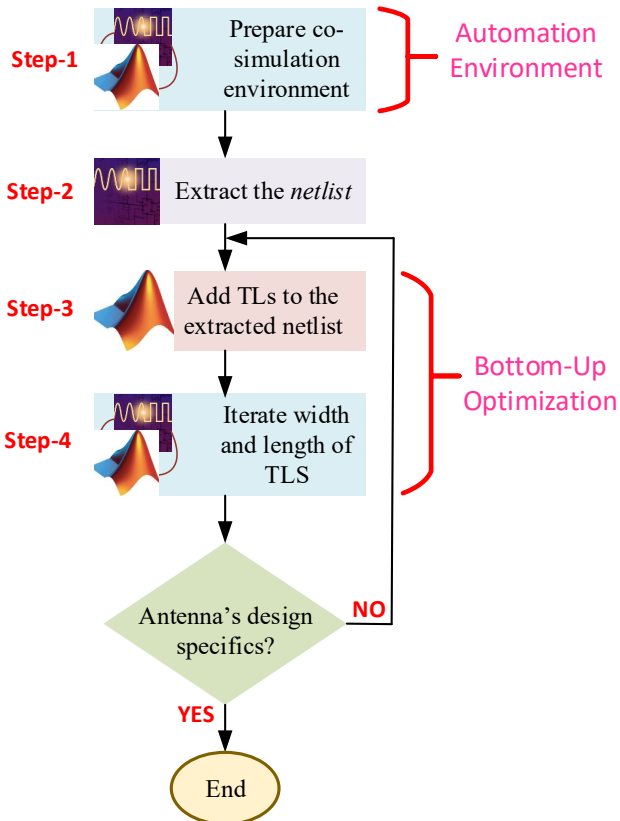 Step-1
Prepare co-
simulation
environment
Automation
Environment
Step-2
Extract the netlist
Step-3
Add TLs to the
extracted netlist
Bottom-Up
Optimization
Step-4
Iterate width
and length of
TLS
Antenna’s design
specifics?
NO
YES
End